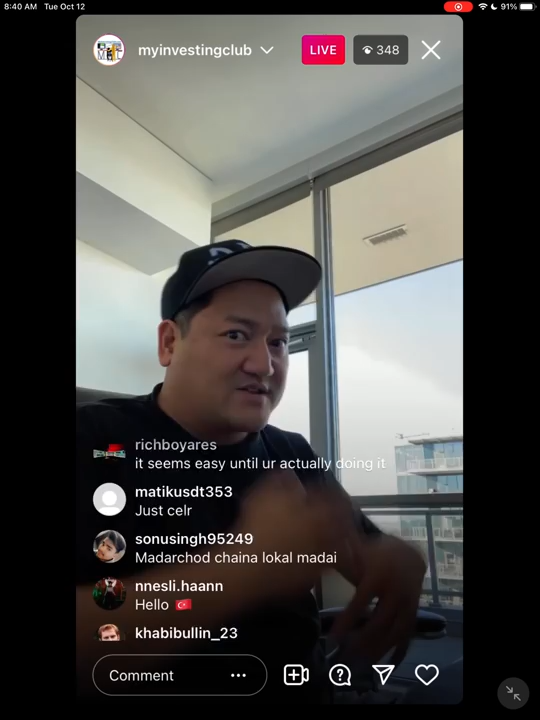 8:40 AM Tue Oct 12
91%
myinvestingclub
LIVE
348
richboyares
it seems easy until ur actually doing it
matikusdt353
Just celr
sonusingh95249
Madarchod chaina lokal madai
nnesli.haann
Hello 🇹🇷
khabibullin_23
Comment